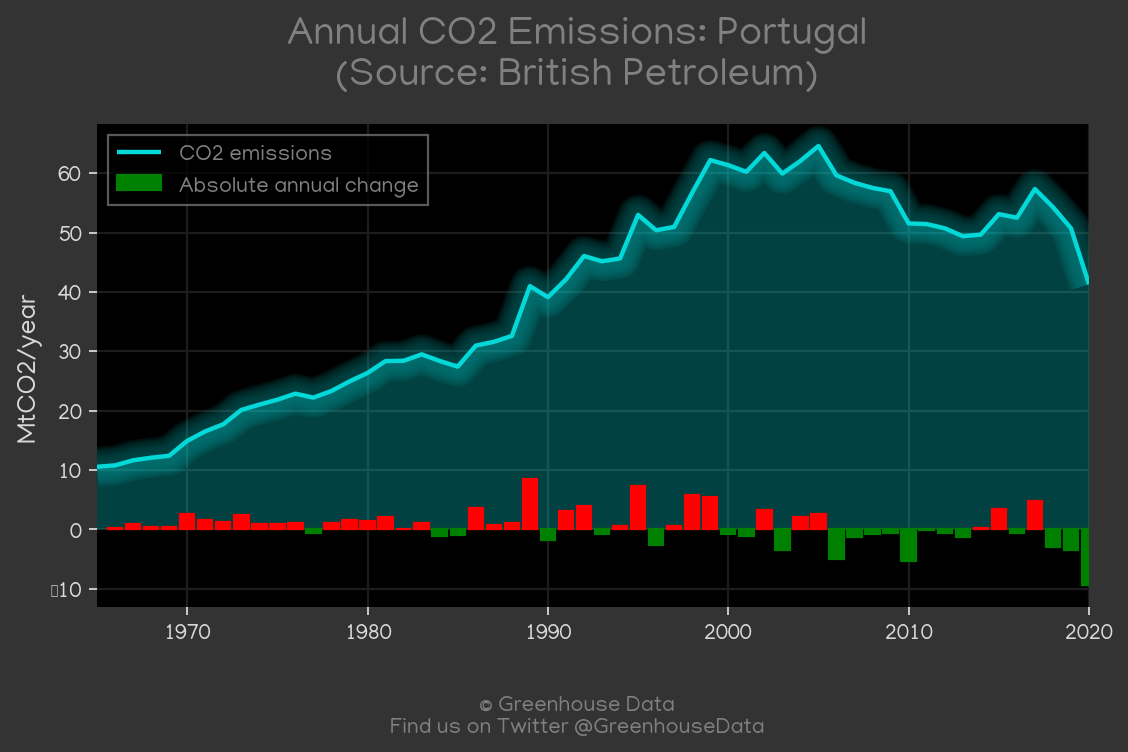 Annual CO2 Emissions: Portugal
(Source: British Petroleum)
CO2 emissions
Absolute annual change
MtCO2/year
60
50
40
30
20
10
0
▯10
1970 1980 1990 2000 2010 2020
© Greenhouse Data
Find us on Twitter @GreenhouseData